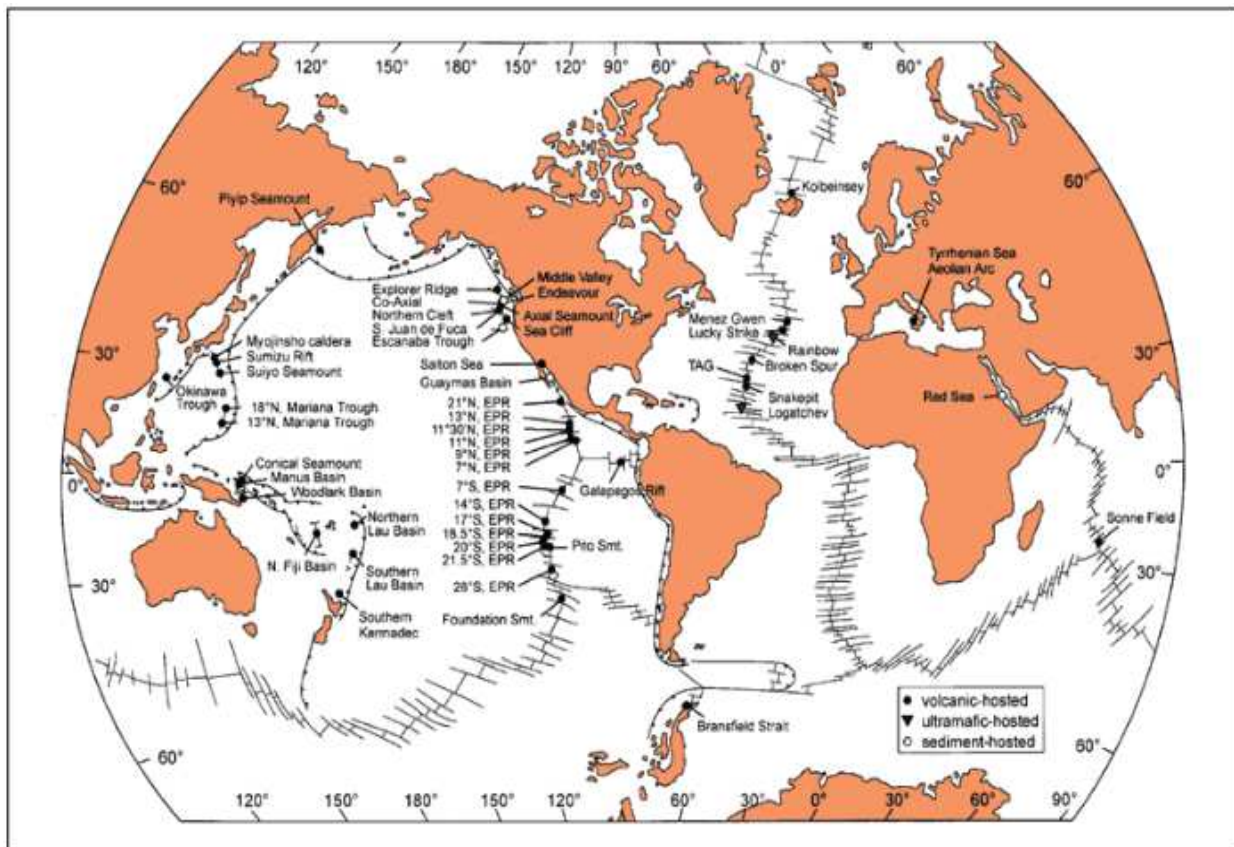 120° 150° 180° 150° 120° 90° 60° 0° 60°
60°
60°
Kolbeinsey
Piyip Seamount
Tyrrhenian Sea
Aeolian Arc
Middle Valley
Endeavour
Explorer Ridge
Co-Axial
Northern Cleft
S. Juan de Fuca
Escanaba Trough
Axial Seamount
Sea Cliff
Menez Gwen
Lucky Strike
Rainbow
Broken Spur
30°
30°
Myojinsho caldera
Sumizu Rift
Suiyo Seamount
Salton Sea
Guaymas Basin
TAG
Snakepit
Logatchev
Red Sea
Okinawa
Trough
18°N, Mariana Trough
13°N, Mariana Trough
21°N, EPR
13°N, EPR
11°30'N, EPR
11°N, EPR
9°N, EPR
7°N, EPR
Conical Seamount
Manus Basin
Woodlark Basin
0°
0°
Galapagos Rift
7°S, EPR
14°S, EPR
17°S, EPR
18.5°S, EPR
20°S, EPR
21.5°S, EPR
Pito Smt.
Northern
Lau Basin
N. Fiji Basin
Southern
Lau Basin
Sonne Field
30°
30°
26°S, EPR
Foundation Smt.
Southern
Kermadec
volcanic-hosted
ultramafic-hosted
sediment-hosted
Bransfield Strait
60°
60°
120° 150° 180° 150° 120° 60° 30° 0° 30° 40° 60° 90°